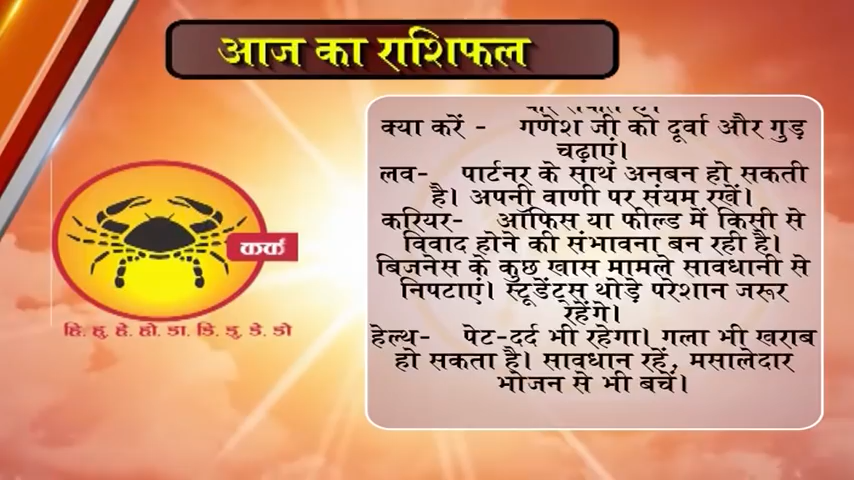 आज का राशिफल
क्या करें - गणेश जी को दूर्वा और गुड़
चढ़ाएं।
लव- पार्टनर के साथ अनबन हो सकती
है। अपनी वाणी पर संयम रखें।
करियर- ऑफिस या फील्ड में किसी से
विवाद होने की संभावना बन रही है।
बिजनेस के कुछ खास मामले सावधानी से
निपटाएं। स्टूडेंट्स थोड़े परेशान जरूर
रहेंगे।
हेल्थ- पेट-दर्द भी रहेगा। गला भी खराब
हो सकता है। सावधान रहें, मसालेदार
भोजन से भी बचें।
कर्क
हि. हु. हे. हो. डा. डि. डु. डे. डो